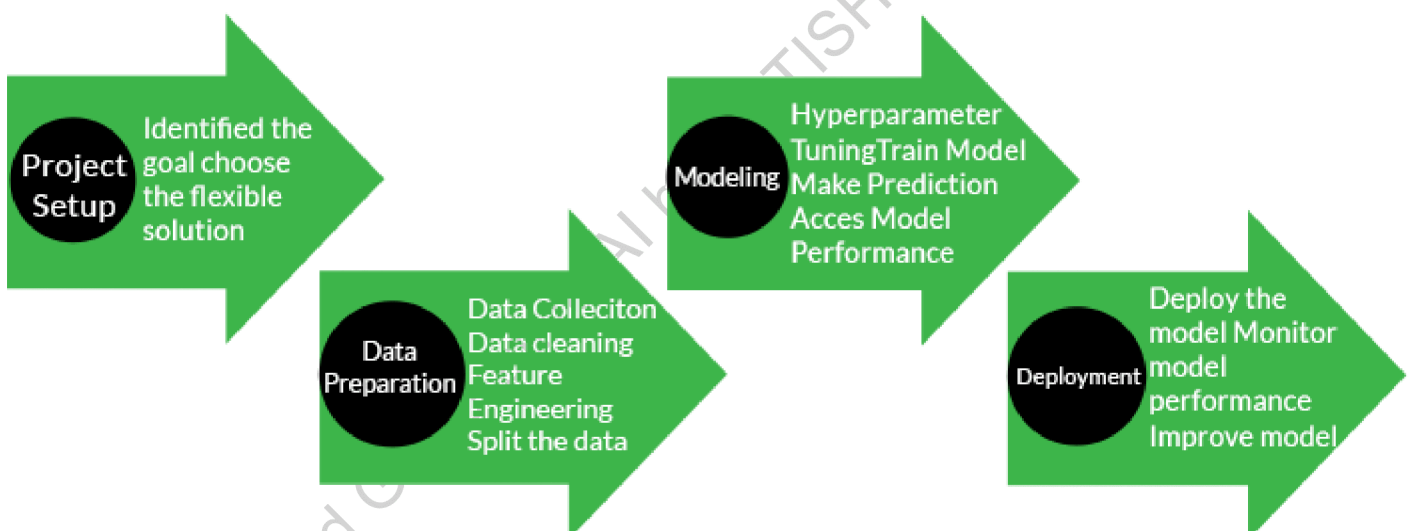 Project
Setup
Identified the
goal choose
the flexible
solution
Data
Preparation
Data Colleciton
Data cleaning
Feature
Engineering
Split the data
Modeling
Hyperparameter
TuningTrain Model
Make Prediction
Acces Model
Performance
Deployment
Deploy the
model Monitor
model
performance
Improve model
AI
TISH